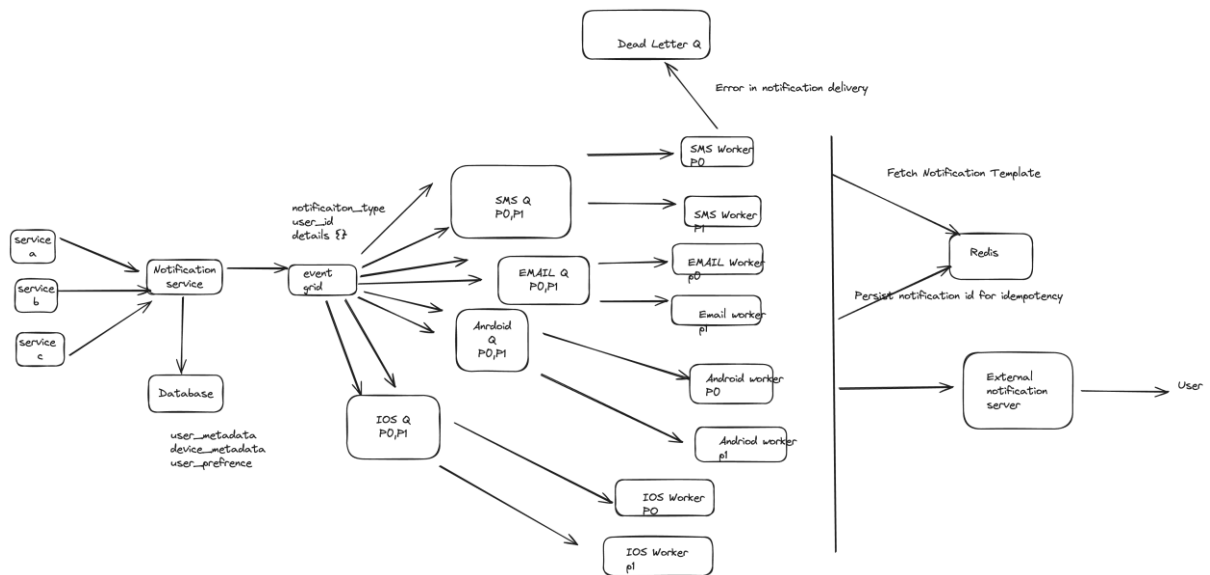 Dead Letter Q
Error in notification delivery
SMS Worker
P0
Fetch Notification Template
SMS Q
P0,P1
notificaiton_type
user_id
details {}
SMS Worker
P1
service
a
Notification
service
event
grid
EMAIL Q
P0,P1
EMAIL Worker
p0
Redis
service
b
Persist notification id for idempotency
Email worker
p1
Anrdoid
Q
P0,P1
service
c
Database
Android worker
P0
External
notification
server
User
IOS Q
P0,P1
user_metadata
device_metadata
user_prefrence
Andriod worker
p1
IOS Worker
P0
IOS Worker
p1